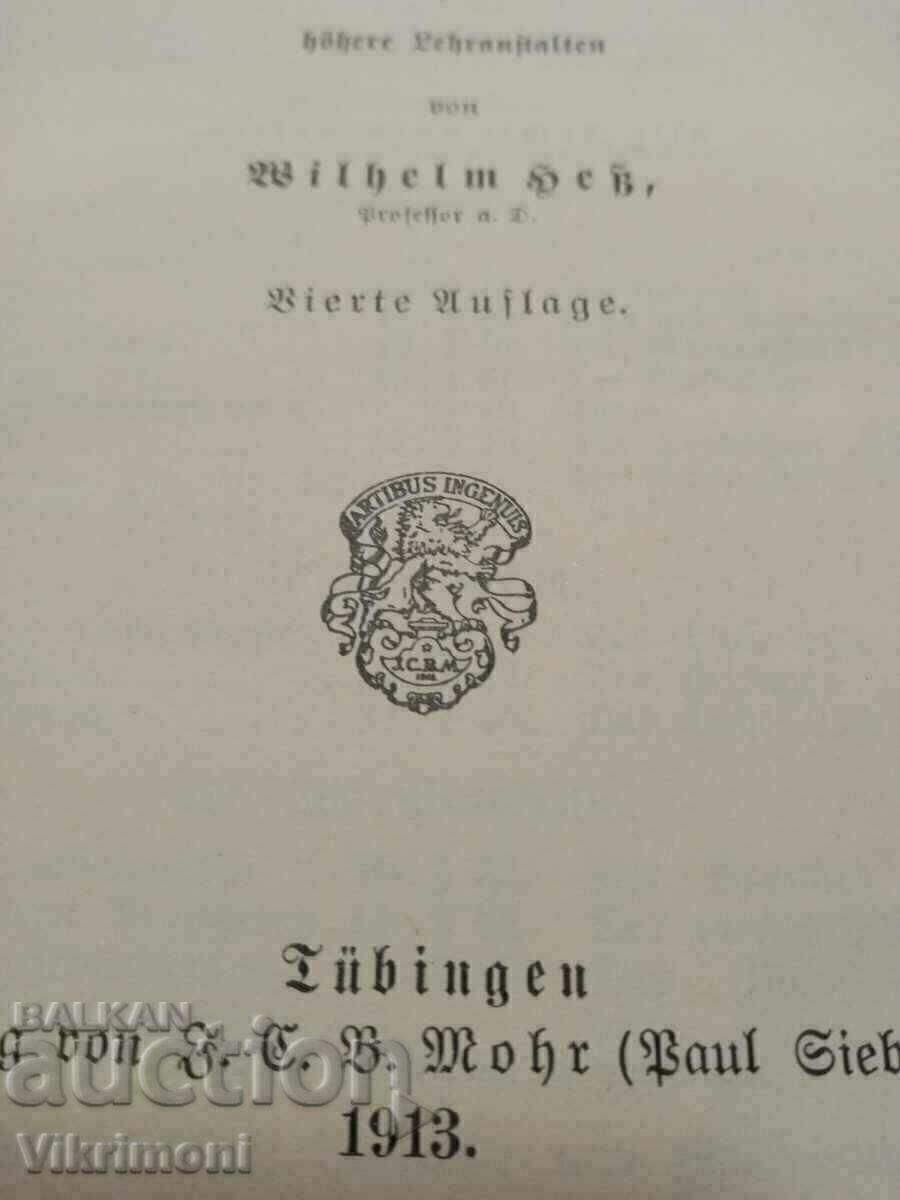 höhere Lehranstalten
von
Wilhelm Heß,
Professor a. D.
Vierte Auflage.
ARTIBUS INGENUIS
J.C.B.M
Tübingen
g von J. C. B. Mohr (Paul Sieb
1913.
BALKAN
auction
Vikrimoni